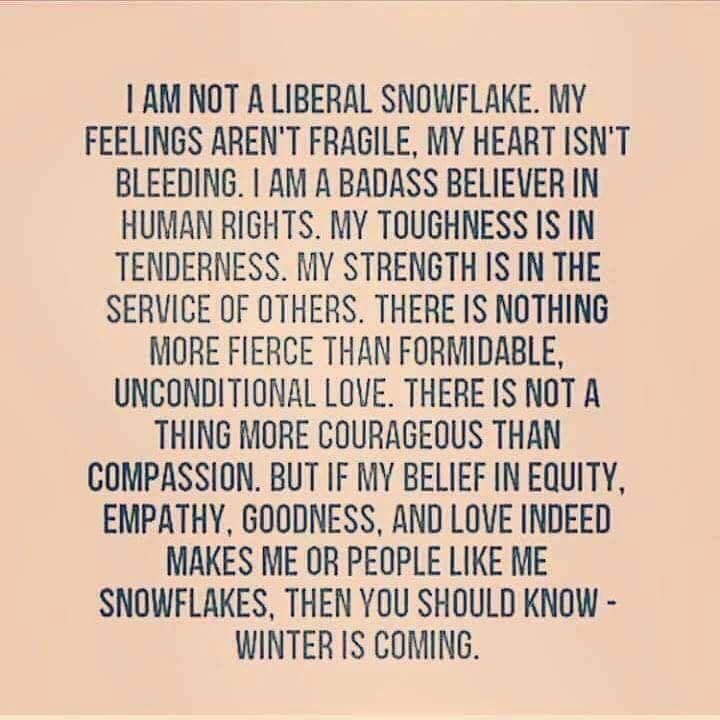 I AM NOT A LIBERAL SNOWFLAKE. MY
FEELINGS AREN'T FRAGILE, MY HEART ISN'T
BLEEDING. I AM A BADASS BELIEVER IN
HUMAN RIGHTS. MY TOUGHNESS IS IN
TENDERNESS. MY STRENGTH IS IN THE
SERVICE OF OTHERS. THERE IS NOTHING
MORE FIERCE THAN FORMIDABLE,
UNCONDITIONAL LOVE. THERE IS NOT A
THING MORE COURAGEOUS THAN
COMPASSION. BUT IF MY BELIEF IN EQUITY,
EMPATHY, GOODNESS, AND LOVE INDEED
MAKES ME OR PEOPLE LIKE ME
SNOWFLAKES, THEN YOU SHOULD KNOW -
WINTER IS COMING.